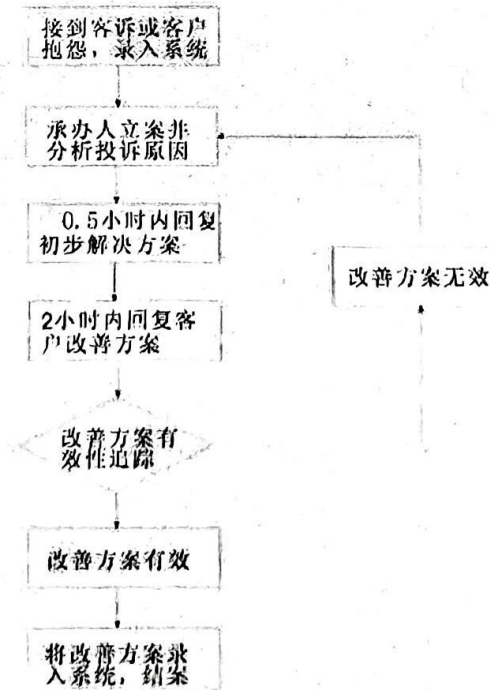 接到客诉或客户
抱怨，录入系统
承办人立案并
分析投诉原因
0.5小时内回复
初步解决方案
2小时内回复客
户改善方案
改善方案无效
改善方案有
效性追踪
改善方案有效
将改善方案录
入系统，结案